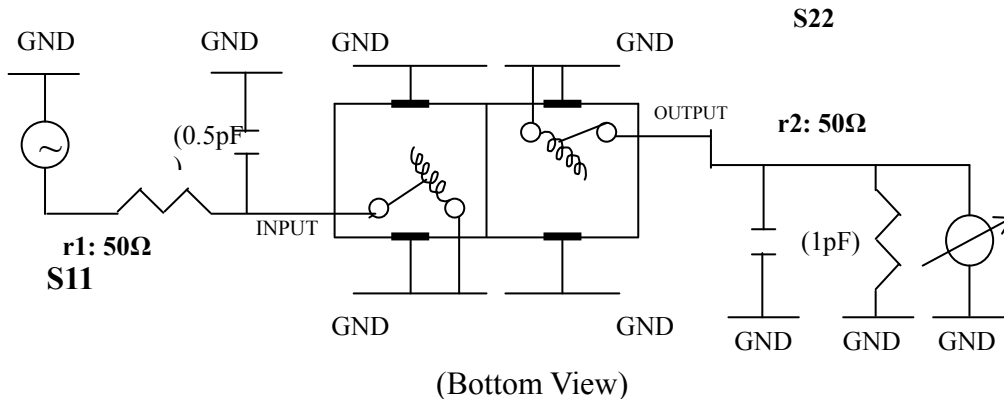 S22
GND
GND
GND
GND
(0.5pF
)
OUTPUT
r2: 50Ω
INPUT
r1: 50Ω
S11
(1pF)
GND
GND
GND
GND
GND
(Bottom View)